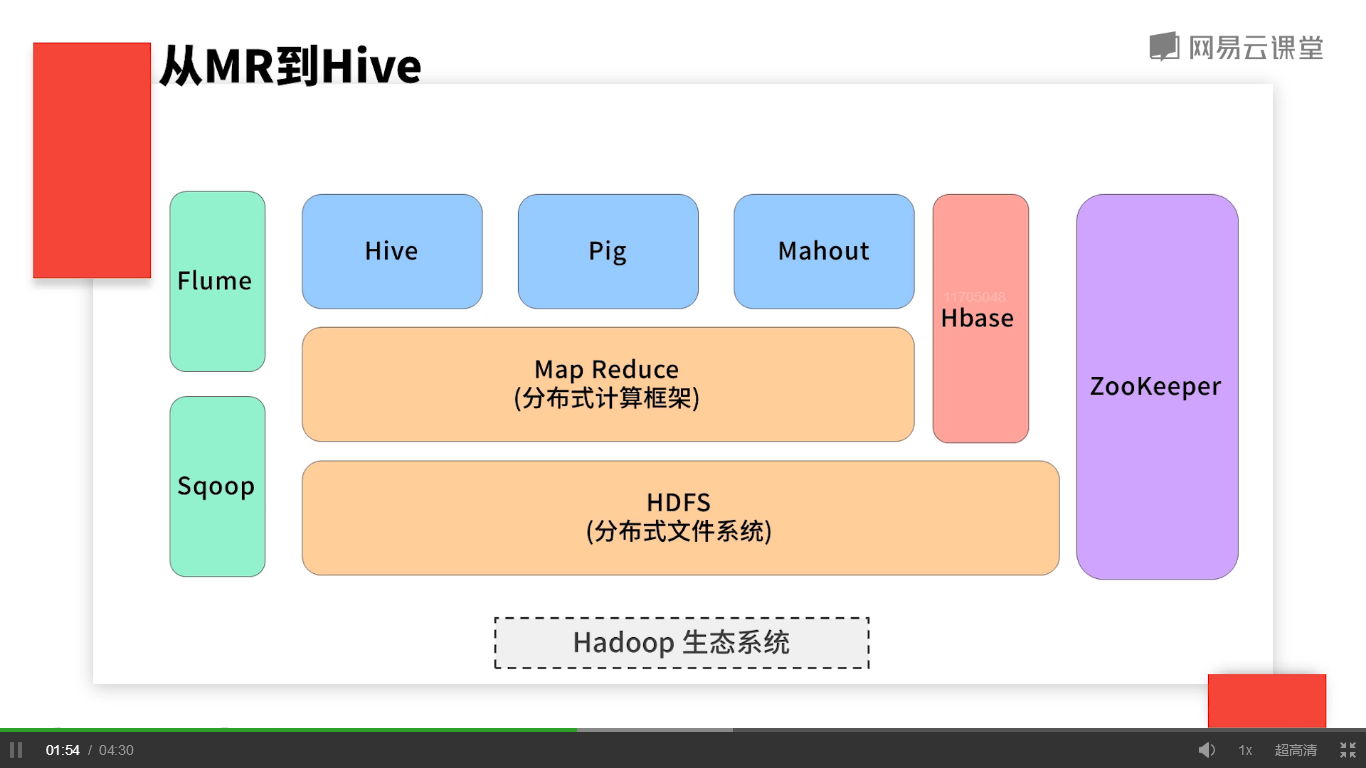 从MR到Hive
网易云课堂
Flume
Hive
Pig
Mahout
11705048
Hbase
ZooKeeper
Map Reduce
(分布式计算框架)
Sqoop
HDFS
(分布式文件系统)
Hadoop 生态系统
01:54 / 04:30
1x
超高清